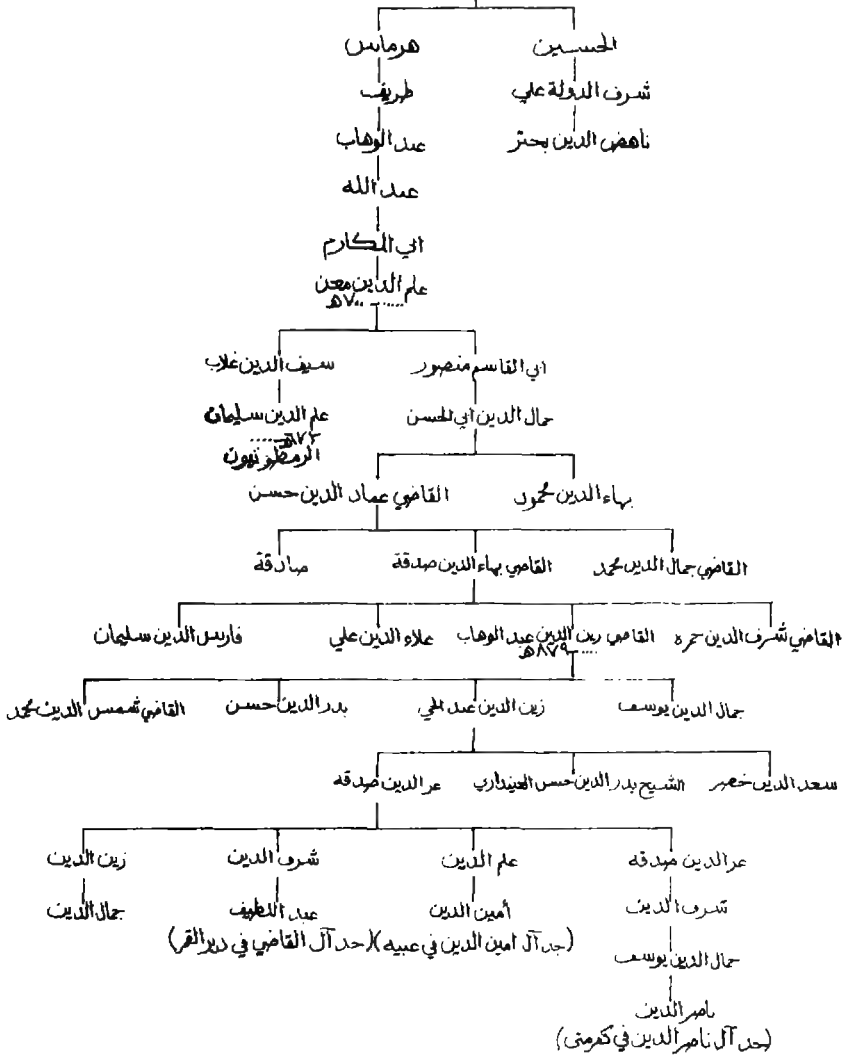 الحسين هرماس
شرف الدولة علي طريف
ناهض الدين بحتر عبد الوهاب
عبد الله
ابي المكارم
علم الدين معن
..... - ٧٠٠هـ
ابي القاسم منصور سيف الدين غلاب
جمال الدين ابي الحسن علم الدين سليمان
الرمطونيون
بهاء الدين محمود القاضي عماد الدين حسن
القاضي جمال الدين محمد القاضي بهاء الدين صدقة صادقة
القاضي شرف الدين حمزه القاضي زين الدين عبد الوهاب علاء الدين علي فارس الدين سليمان
.... - ٨٧٩هـ
جمال الدين يوسف زين الدين عبد الحي بدر الدين حسن القاضي شمس الدين محمد
سعد الدين خضر الشيخ بدر الدين حسن العينداري عز الدين صدقه
عز الدين صدقه علم الدين شرف الدين زين الدين
شرف الدين أمين الدين عبد اللطيف جمال الدين
(جد آل امين الدين في عبيه) (جد آل القاضي في دير القمر)
جمال الدين يوسف
ناصر الدين
(جد آل ناصر الدين في كفرمتى)